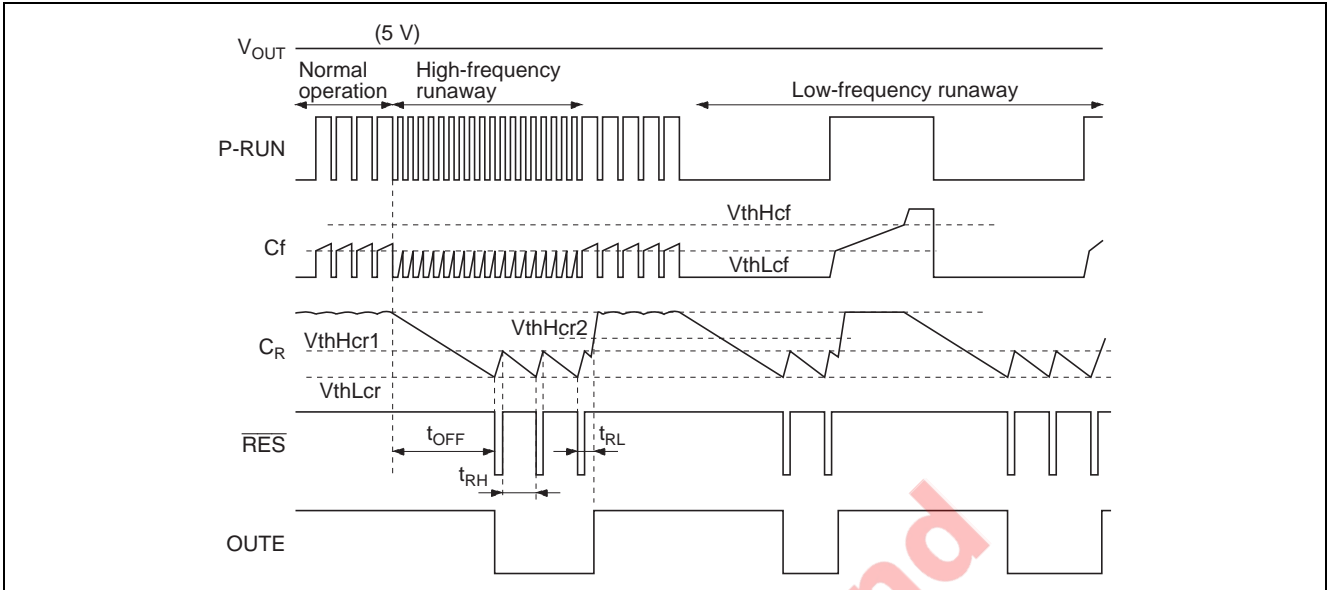 (5 V)
VOUT
Normal operation
High-frequency runaway
Low-frequency runaway
P-RUN
VthHcf
Cf
VthLcf
VthHcr2
VthHcr1
CR
VthLcr
RES
tOFF
tRL
tRH
OUTE